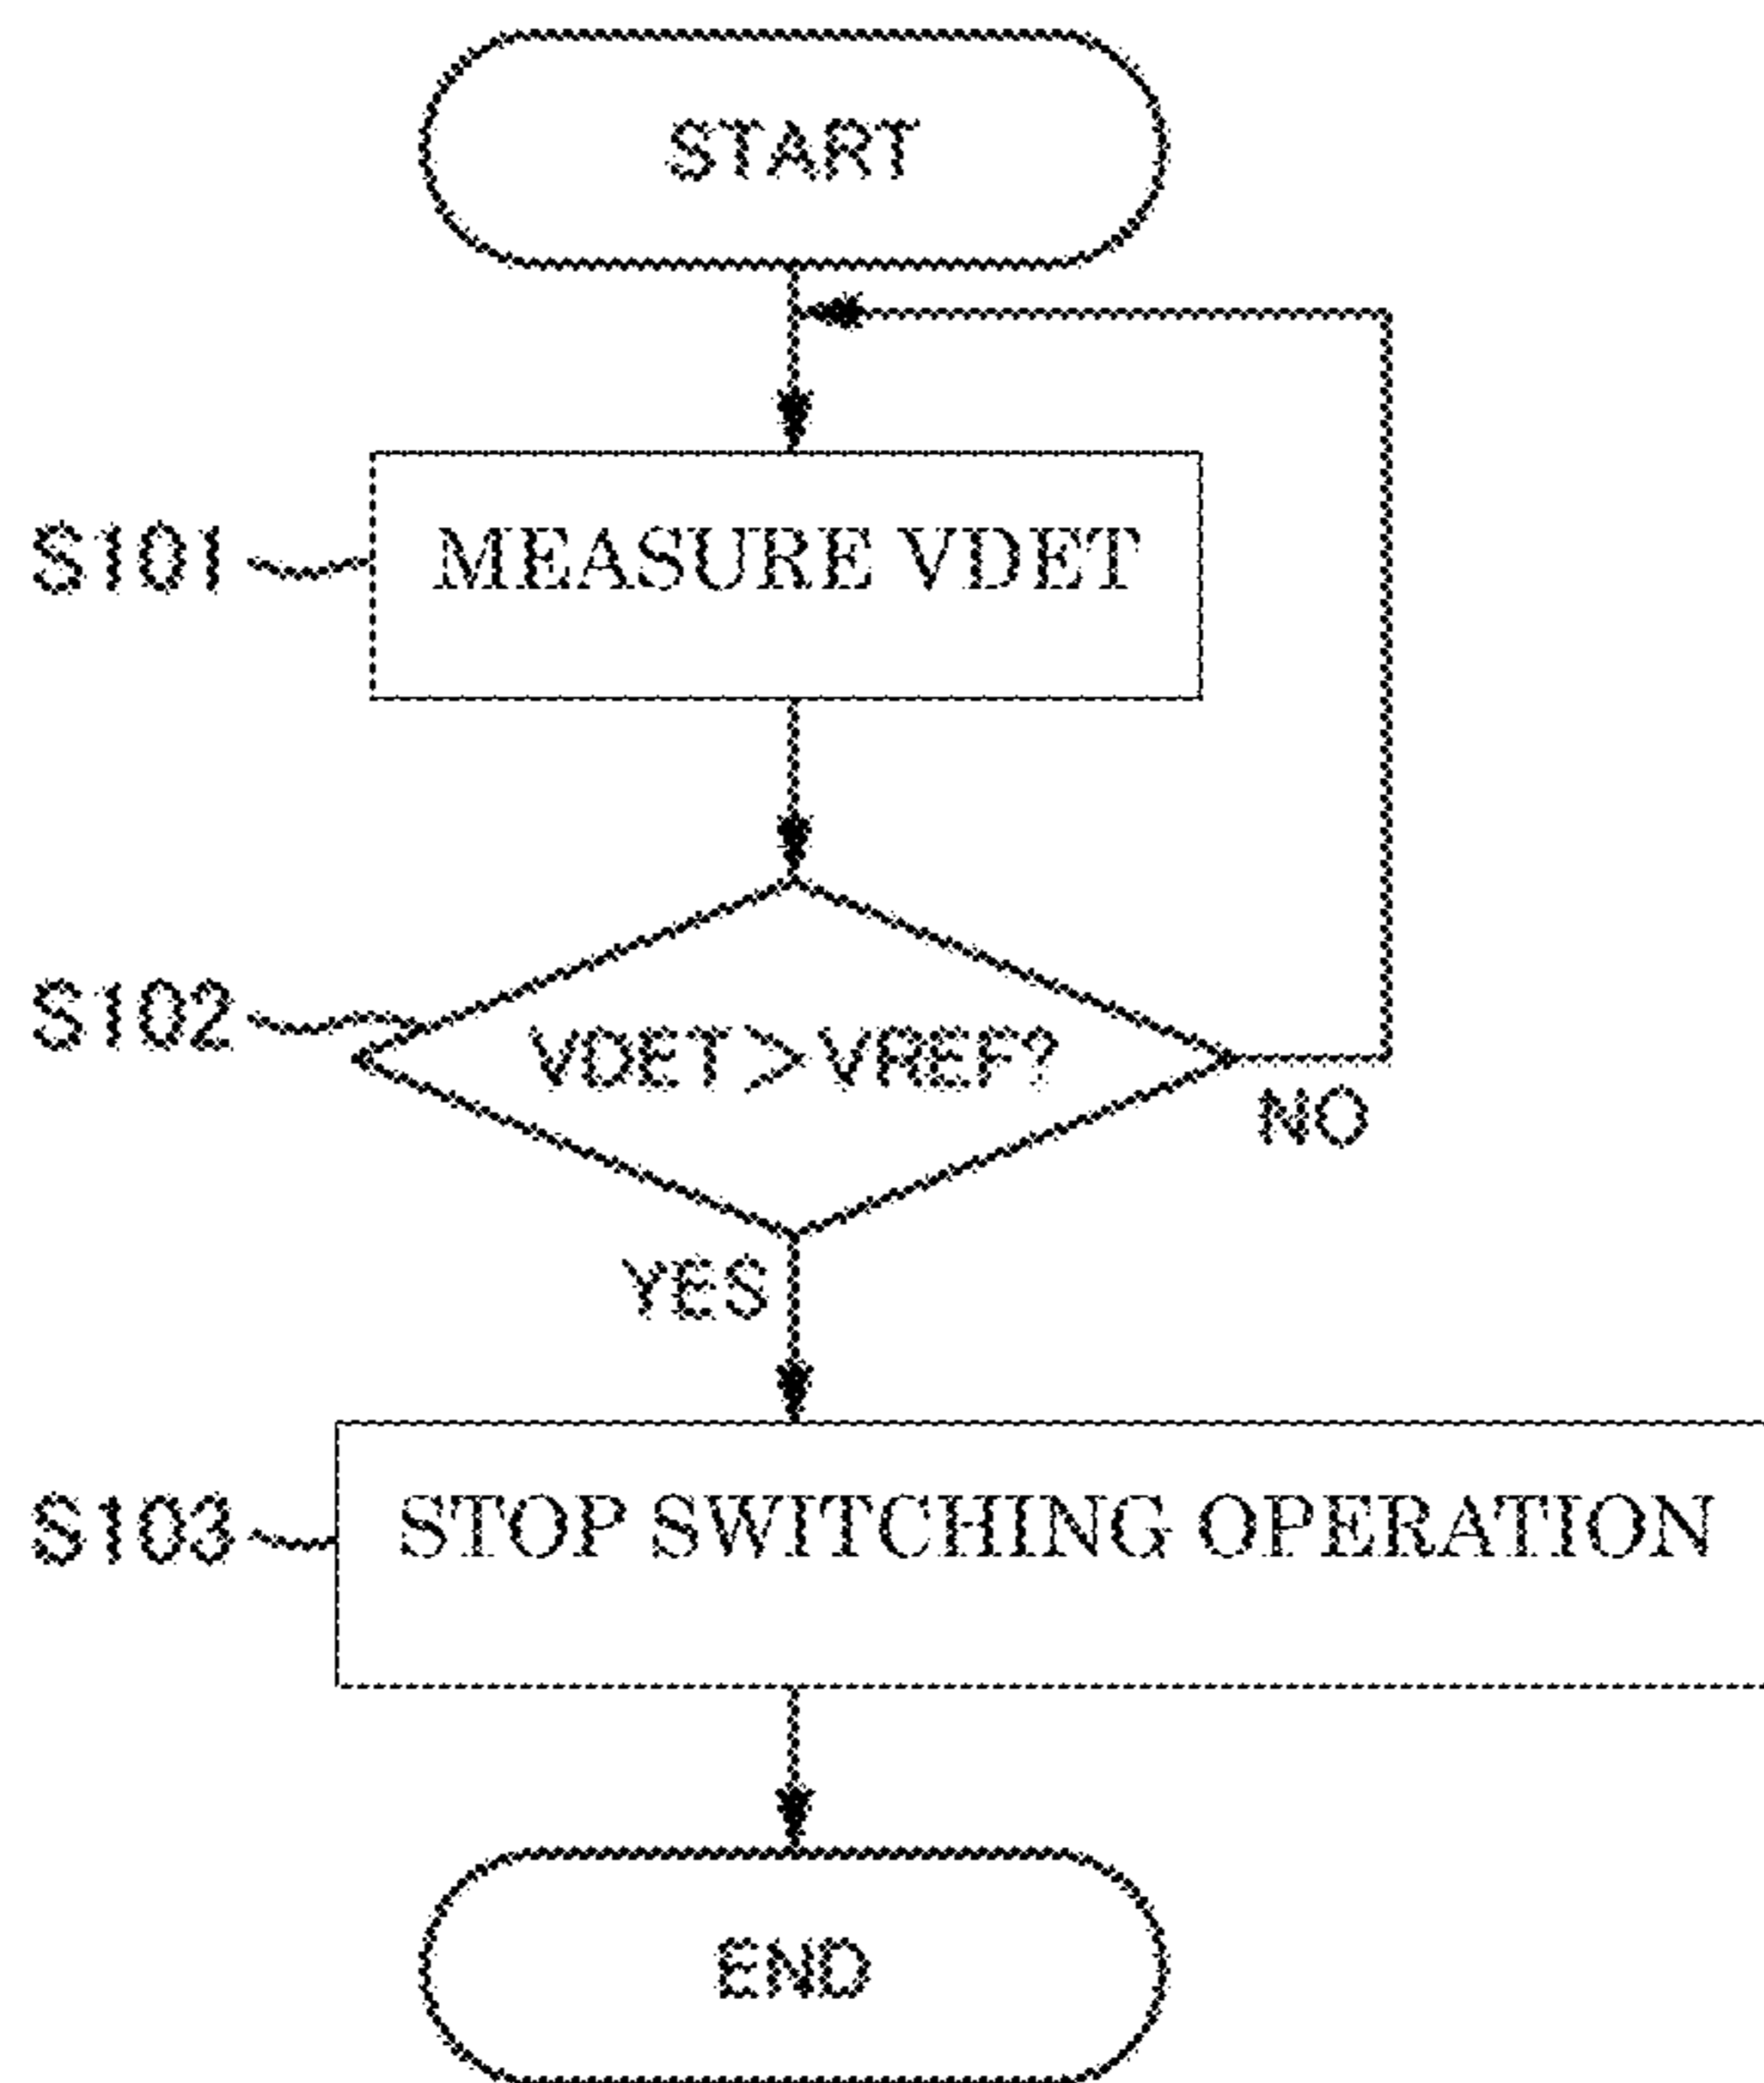 START
S101
MEASURE VDET
S102
VDET>VREF?
NO
YES
S103
STOP SWITCHING OPERATION
END